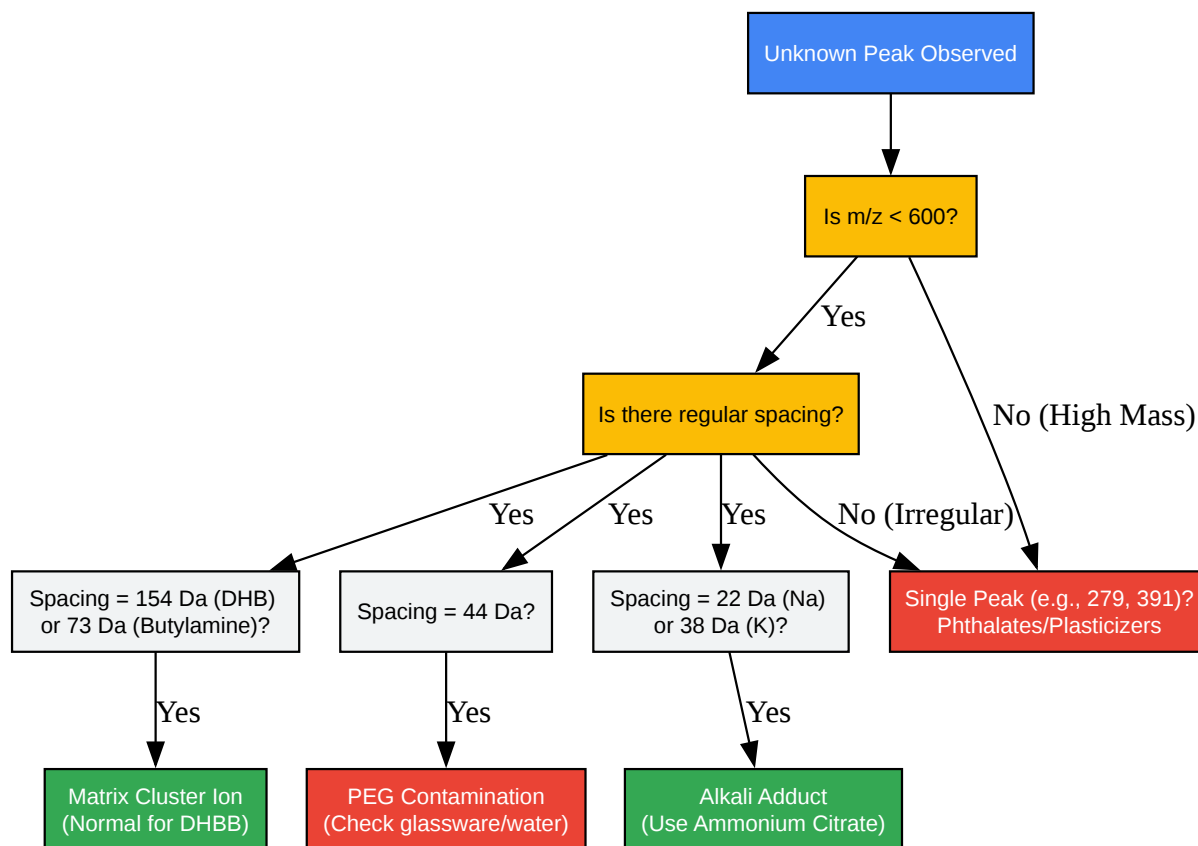 Unknown Peak Observed
Is m/z < 600?
Yes
No (High Mass)
Is there regular spacing?
Yes
Yes
Yes
No (Irregular)
Spacing = 154 Da (DHB)
or 73 Da (Butylamine)?
Spacing = 44 Da?
Spacing = 22 Da (Na)
or 38 Da (K)?
Single Peak (e.g., 279, 391)?
Phthalates/Plasticizers
Yes
Yes
Yes
Matrix Cluster Ion
(Normal for DHBB)
PEG Contamination
(Check glassware/water)
Alkali Adduct
(Use Ammonium Citrate)